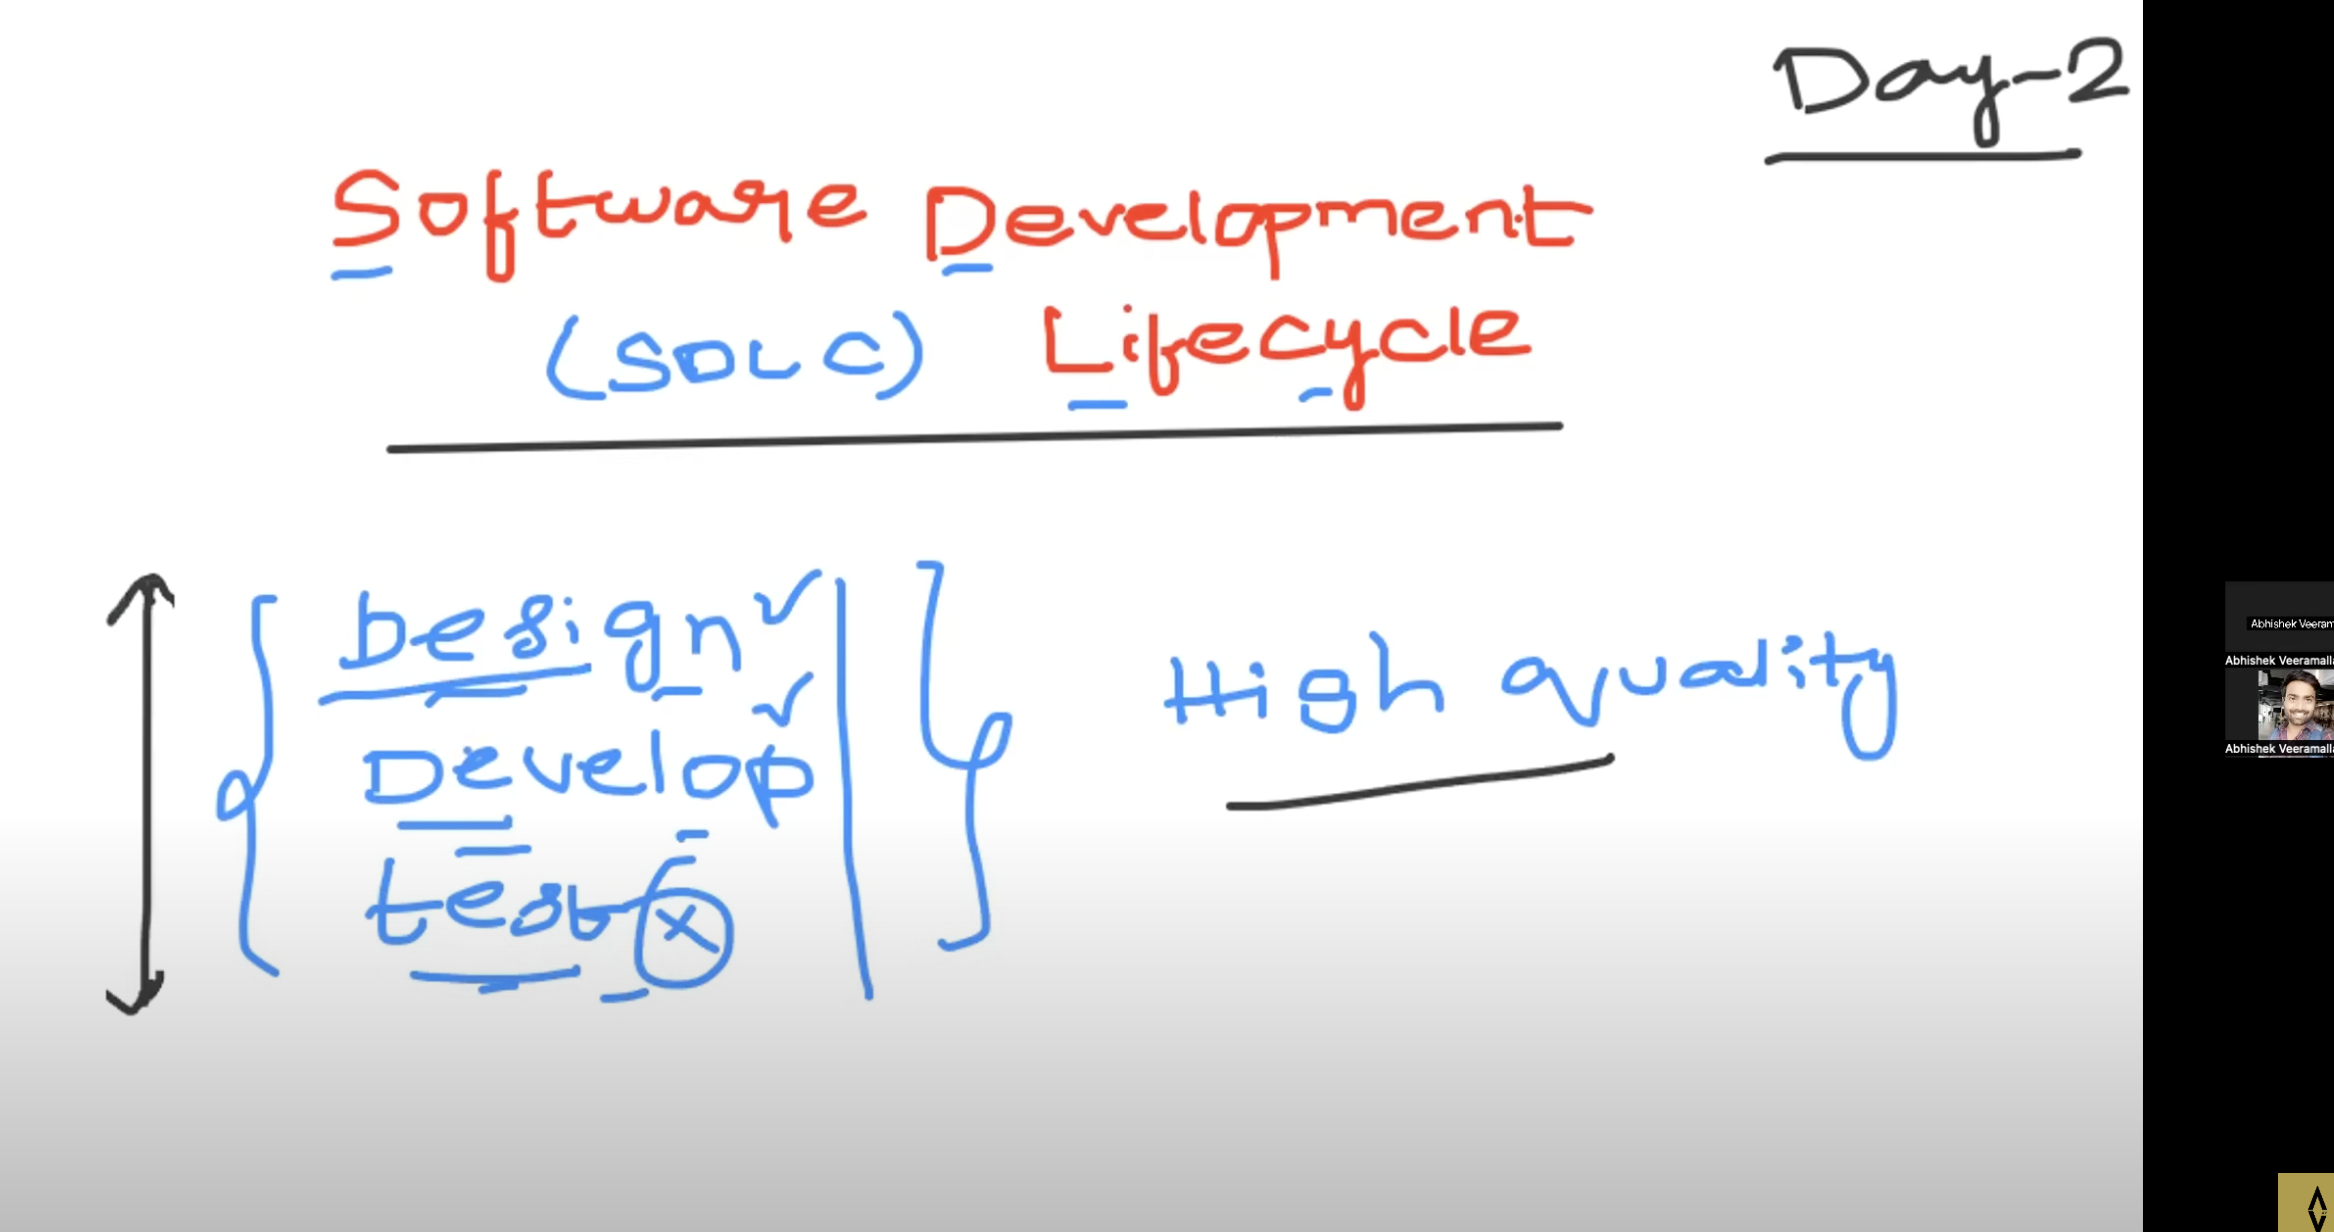 Day-2
Software Development
(SDLC) Lifecycle
Design ✓
Develop ✓
test ⊗
High quality
Abhishek Veeram
Abhishek Veeramall
Abhishek Veeramall